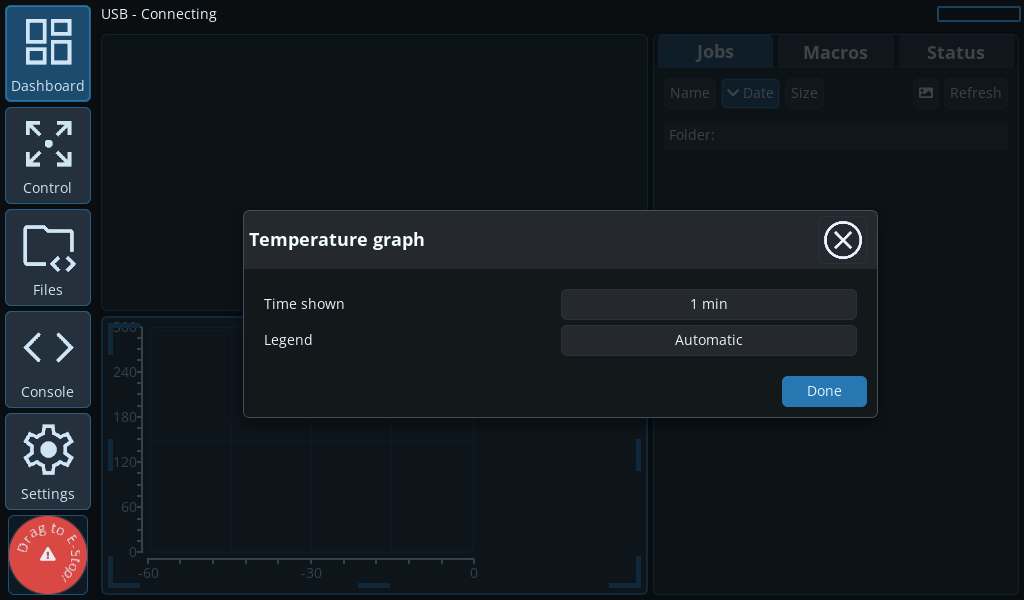 USB - Connecting
Dashboard
Control
Files
Console
Settings
Drag to E-Stop!
Jobs Macros Status
Name Date Size Refresh
Folder:
Temperature graph
Time shown 1 min
Legend Automatic
Done
300
240
180
120
60
0
-60 -30 0